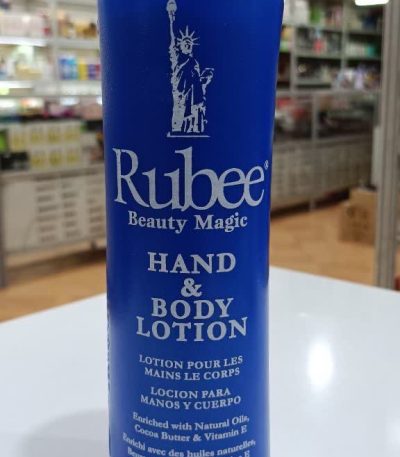 Rubee®
Beauty Magic
HAND
&
BODY
LOTION
LOTION POUR LES
MAINS LE CORPS
LOCION PARA
MANOS Y CUERPO
Enriched with Natural Oils,
Cocoa Butter & Vitamin E
Enrichi avec des huiles naturelles,